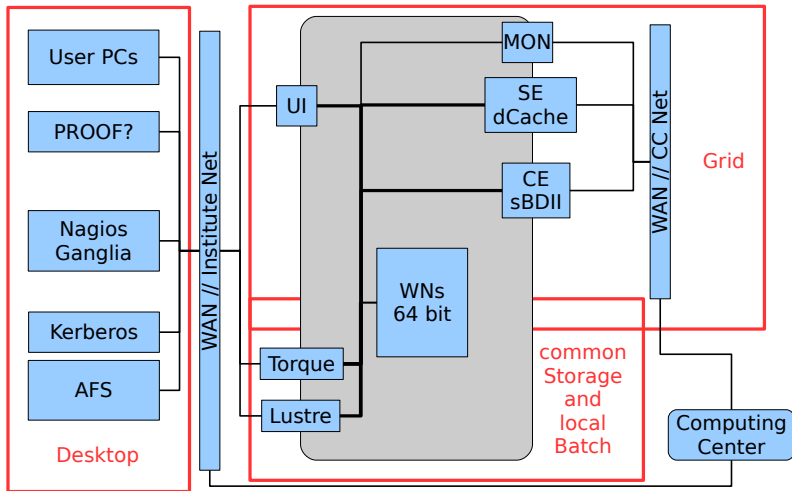 User PCs
PROOF?
Nagios
Ganglia
Kerberos
AFS
Desktop
WAN // Institute Net
UI
MON
SE
dCache
CE
sBDII
WNs
64 bit
Torque
Lustre
common
Storage
and
local
Batch
WAN // CC Net
Grid
Computing
Center